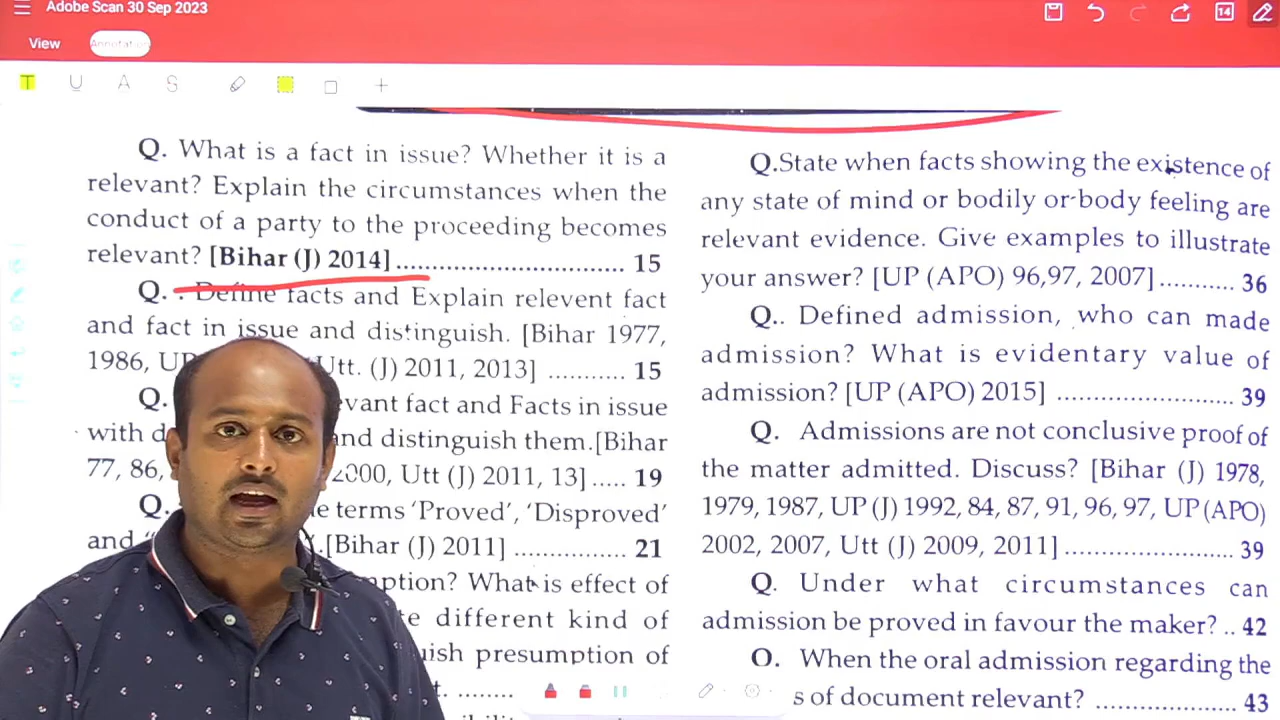 Adobe Scan 30 Sep 2023
14
View
Annotation
T U A S
Q. What is a fact in issue? Whether it is a
relevant? Explain the circumstances when the
conduct of a party to the proceeding becomes
relevant? [Bihar (J) 2014] ................................ 15
Q. . Define facts and Explain relevent fact
and fact in issue and distinguish. [Bihar 1977,
1986, UP (Utt. (J) 2011, 2013] ........... 15
Q. evant fact and Facts in issue
with and distinguish them.[Bihar
77, 86, 2000, Utt (J) 2011, 13] ..... 19
Q. terms ‘Proved’, ‘Disproved’
and .[Bihar (J) 2011] ................ 21
What is effect of
different kind of
presumption of
Q.State when facts showing the existence of
any state of mind or bodily or-body feeling are
relevant evidence. Give examples to illustrate
your answer? [UP (APO) 96,97, 2007] ........... 36
Q.. Defined admission, who can made
admission? What is evidentary value of
admission? [UP (APO) 2015] .......................... 39
Q. Admissions are not conclusive proof of
the matter admitted. Discuss? [Bihar (J) 1978,
1979, 1987, UP (J) 1992, 84, 87, 91, 96, 97, UP (APO)
2002, 2007, Utt (J) 2009, 2011] ......................... 39
Q. Under what circumstances can
admission be proved in favour the maker? .. 42
Q. When the oral admission regarding the
s of document relevant? ......................... 43